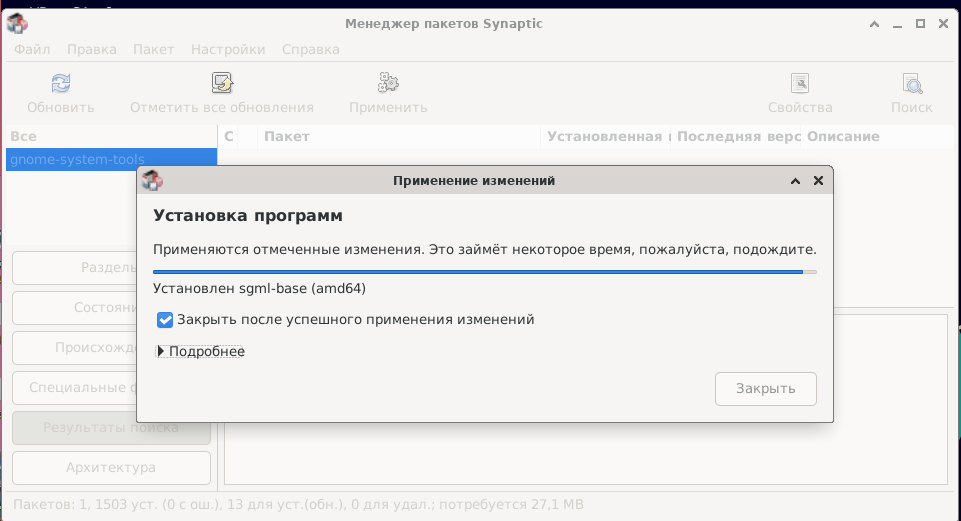 Менеджер пакетов Synaptic
Файл Правка Пакет Настройки Справка
Обновить Отметить все обновления Применить Свойства Поиск
Все С Пакет Установленная Последняя верс Описание
gnome-system-tools
Применение изменений
Установка программ
Применяются отмеченные изменения. Это займёт некоторое время, пожалуйста, подождите.
Установлен sgml-base (amd64)
Закрыть после успешного применения изменений
Подробнее
Закрыть
Разделы
Состояни
Происхожде
Специальные ф
Результаты поиска
Архитектура
Пакетов: 1, 1503 уст. (0 с ош.), 13 для уст.(обн.), 0 для удал.; потребуется 27,1 MB